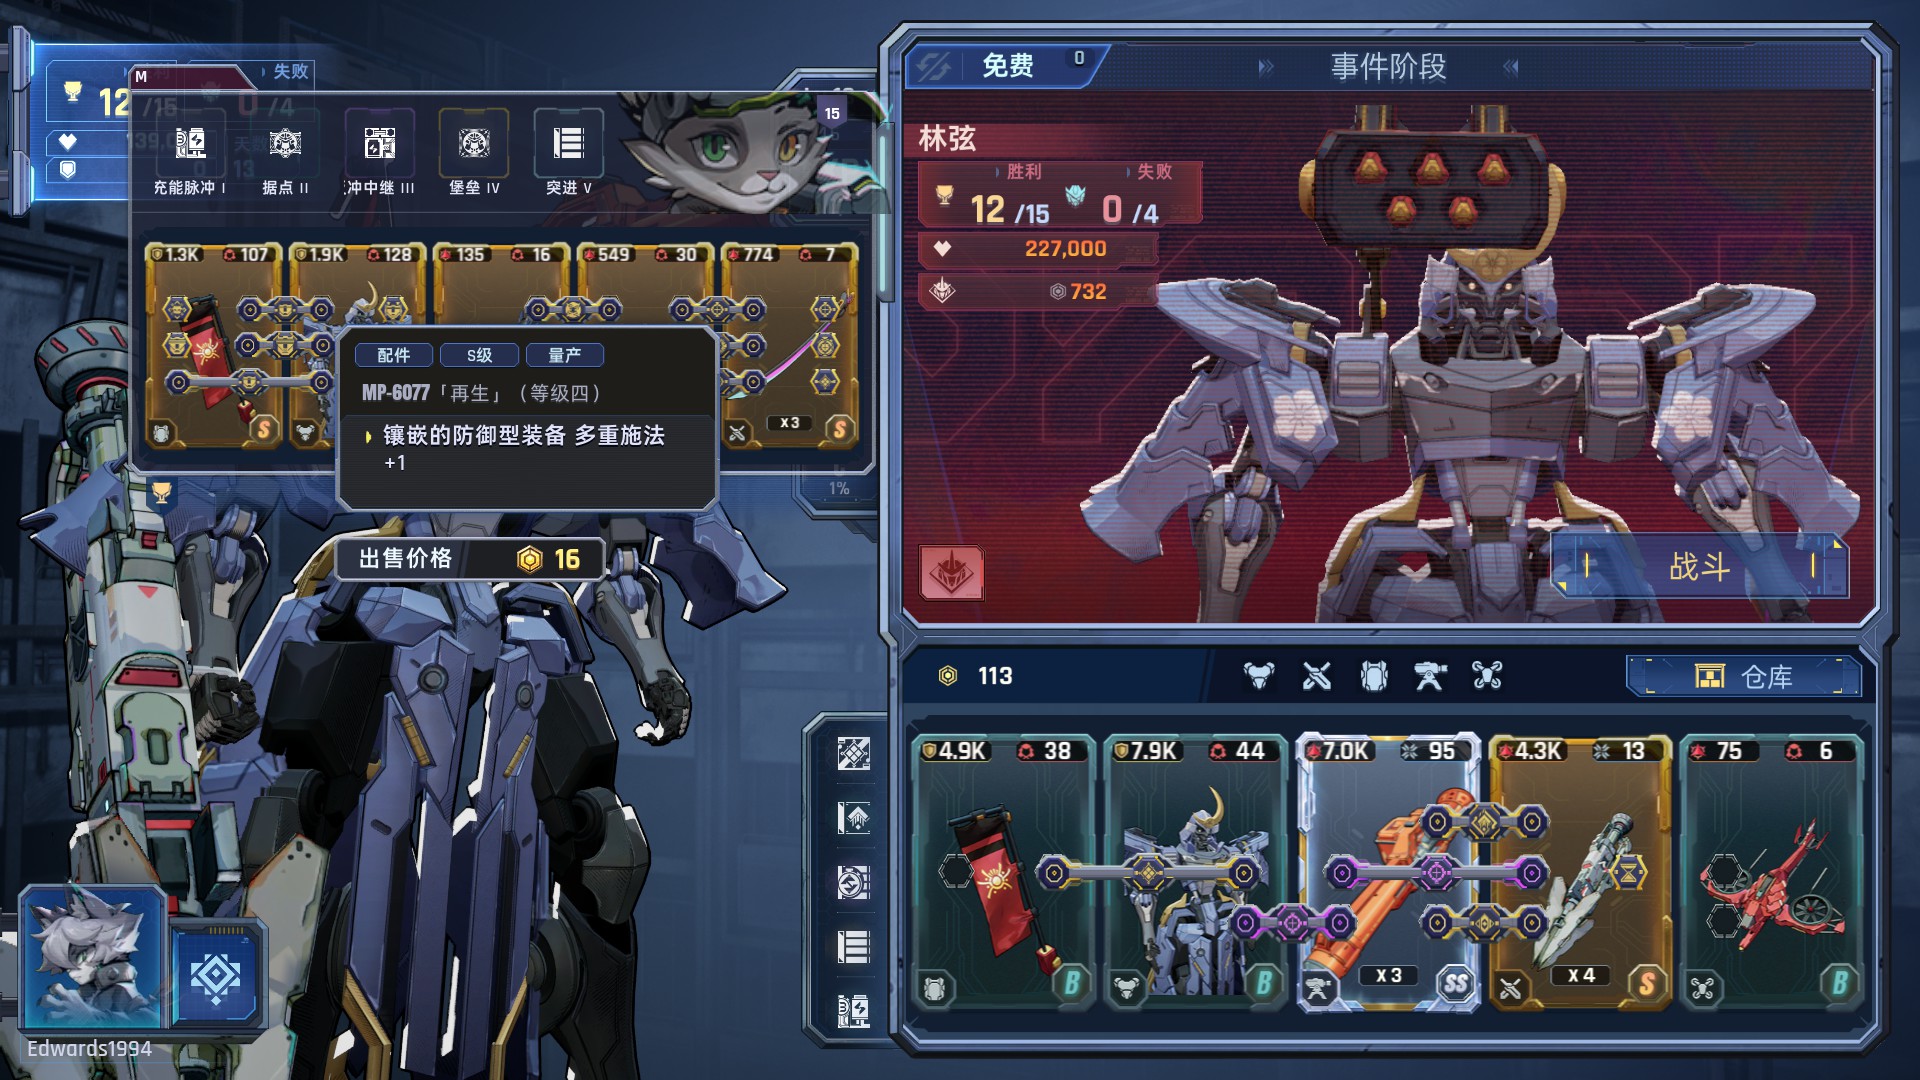 失败
12 /15
0 /4
M
15
充能脉冲 I
据点 II
冲中继 III
堡垒 IV
突进 V
1.3K 107
1.9K 128
135 16
549 30
774 7
x3
S
S
配件 S级 量产
MP-6077「再生」（等级四）
镶嵌的防御型装备 多重施法
+1
出售价格 16
1%
Edwards1994
免费 0
事件阶段
林弦
胜利 失败
12 /15 0 /4
227,000
732
战斗
113
仓库
4.9K 38
7.9K 44
7.0K 95
4.3K 13
75 6
x3
x4
B
B
SS
S
B